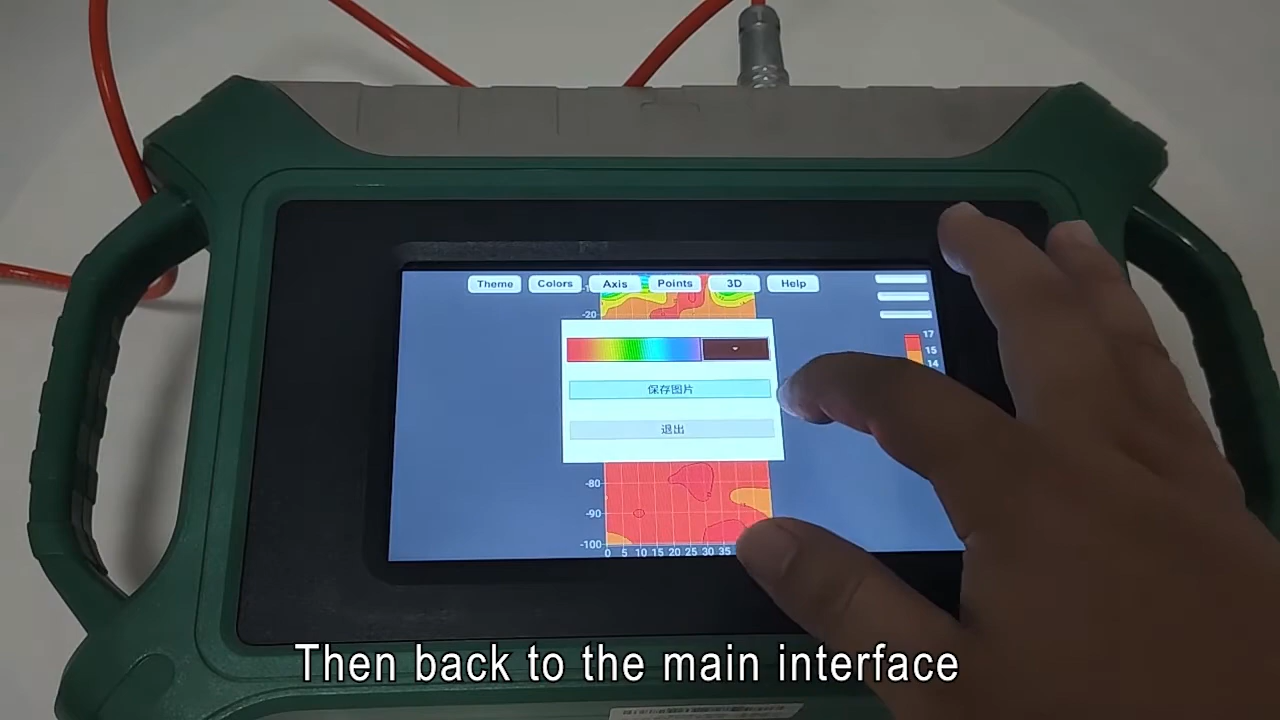 Theme Colors Axis Points 3D Help
-20
17
15
14
保存图片
退出
-80
-90
-100
0 5 10 15 20 25 30 35
Then back to the main interface